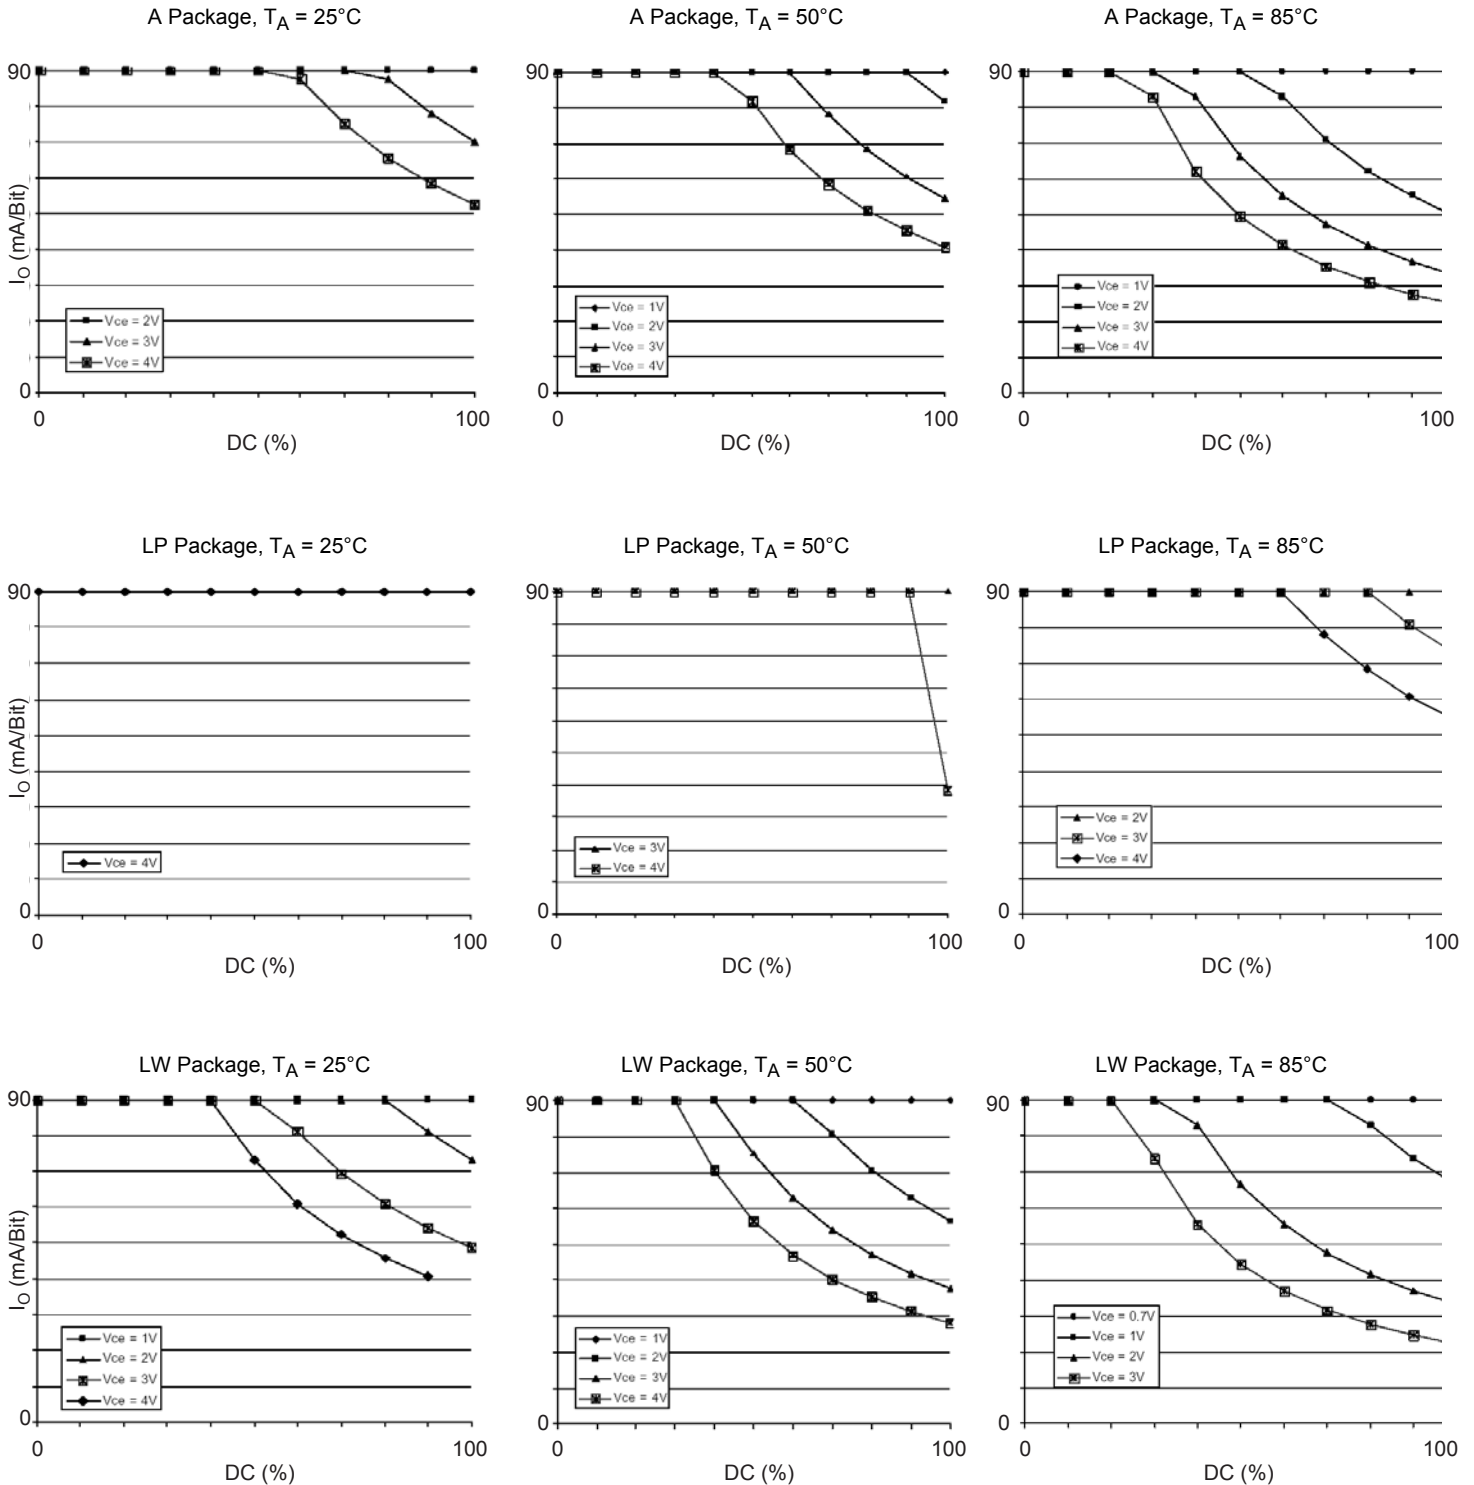 A Package, TA = 25°C
A Package, TA = 50°C
A Package, TA = 85°C
90
IO (mA/Bit)
Vce = 2V
Vce = 3V
Vce = 4V
0
0
100
DC (%)
90
Vce = 1V
Vce = 2V
Vce = 3V
Vce = 4V
0
0
100
DC (%)
90
Vce = 1V
Vce = 2V
Vce = 3V
Vce = 4V
0
0
100
DC (%)
LP Package, TA = 25°C
LP Package, TA = 50°C
LP Package, TA = 85°C
90
IO (mA/Bit)
Vce = 4V
0
0
100
DC (%)
90
Vce = 3V
Vce = 4V
0
0
100
DC (%)
90
Vce = 2V
Vce = 3V
Vce = 4V
0
0
100
DC (%)
LW Package, TA = 25°C
LW Package, TA = 50°C
LW Package, TA = 85°C
90
IO (mA/Bit)
Vce = 1V
Vce = 2V
Vce = 3V
Vce = 4V
0
0
100
DC (%)
90
Vce = 1V
Vce = 2V
Vce = 3V
Vce = 4V
0
0
100
DC (%)
90
Vce = 0.7V
Vce = 1V
Vce = 2V
Vce = 3V
0
0
100
DC (%)